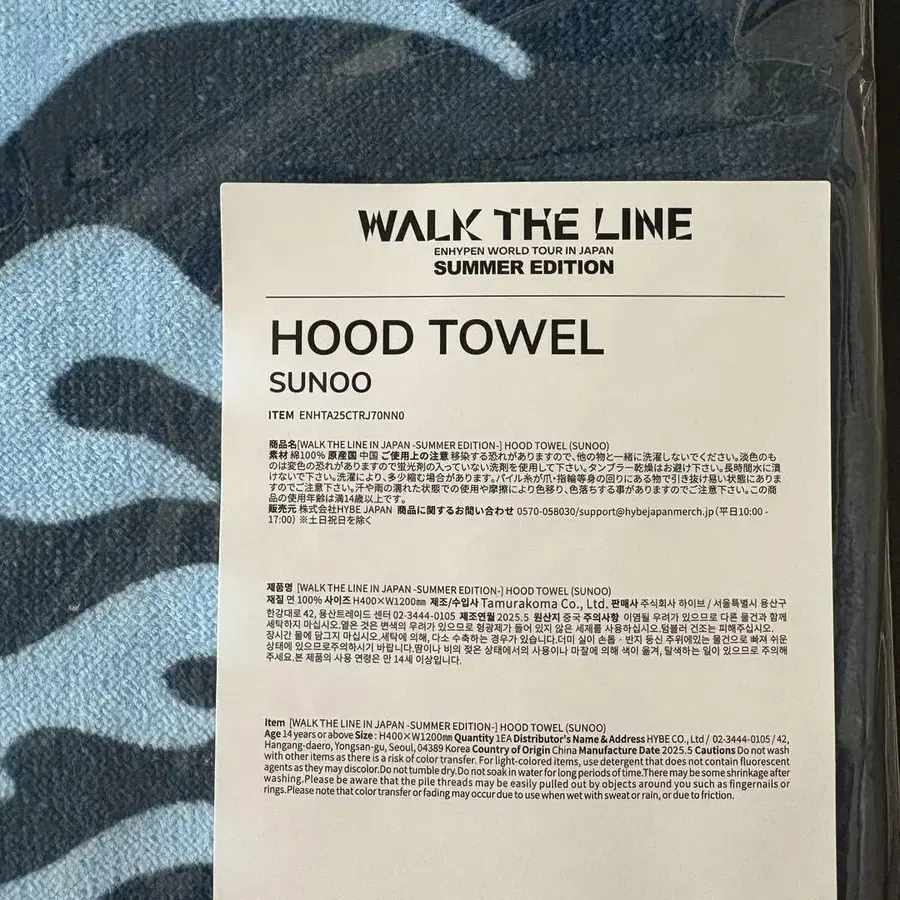 WALK THE LINE
ENHYPEN WORLD TOUR IN JAPAN
SUMMER EDITION
HOOD TOWEL
SUNOO
ITEM ENHTA25CTRJ70NN0
商品名[WALK THE LINE IN JAPAN -SUMMER EDITION-] HOOD TOWEL (SUNOO)
素材 綿100% 原産国 中国 ご使用上の注意 移染する恐れがありますので、他の物と一緒に洗濯しないでください。淡色のも
のは変色の恐れがありますので蛍光剤の入っていない洗剤を使用して下さい。タンブラー乾燥はお避け下さい。長時間水に漬
けないで下さい。洗濯により、多少縮む場合があります。パイル糸が爪・指輪等身の回りにある物で引き抜け易い状態にありま
すのでご注意下さい。汗や雨の濡れた状態での使用や摩擦により色移り、色落ちする事がありますのでご注意下さい。この商
品の使用年齢は満14歳以上です。
販売元 株式会社HYBE JAPAN 商品に関するお問い合わせ 0570-058030/support@hybejapanmerch.jp（平日10:00 -
17:00）※土日祝日を除く
제품명 [WALK THE LINE IN JAPAN -SUMMER EDITION-] HOOD TOWEL (SUNOO)
재질 면 100% 사이즈 H400×W1200㎜ 제조/수입사 Tamurakoma Co., Ltd. 판매사 주식회사 하이브 / 서울특별시 용산구
한강대로 42, 용산트레이드 센터 02-3444-0105 제조연월 2025.5 원산지 중국 주의사항 이염될 우려가 있으므로 다른 물건과 함께
세탁하지 마십시오.옅은 것은 변색의 우려가 있으므로 형광제가 들어 있지 않은 세제를 사용하십시오.텀블러 건조는 피해주십시오.
장시간 물에 담그지 마십시오.세탁에 의해, 다소 수축하는 경우가 있습니다.더미 실이 손톱・반지 등신 주위에있는 물건으로 빠져 쉬운
상태에 있으므로주의하시기 바랍니다.땀이나 비의 젖은 상태에서의 사용이나 마찰에 의해 색이 옮겨, 탈색하는 일이 있으므로 주의해
주세요.본 제품의 사용 연령은 만 14세 이상입니다.
Item [WALK THE LINE IN JAPAN -SUMMER EDITION-] HOOD TOWEL (SUNOO)
Age 14 years or above Size : H400×W1200㎜ Quantity 1EA Distributor's Name & Address HYBE CO., Ltd / 02-3444-0105 / 42,
Hangang-daero, Yongsan-gu, Seoul, 04389 Korea Country of Origin China Manufacture Date 2025.5 Cautions Do not wash
with other items as there is a risk of color transfer. For light-colored items, use detergent that does not contain fluorescent
agents as they may discolor.Do not tumble dry.Do not soak in water for long periods of time.There may be some shrinkage after
washing.Please be aware that the pile threads may be easily pulled out by objects around you such as fingernails or
rings.Please note that color transfer or fading may occur due to use when wet with sweat or rain, or due to friction.